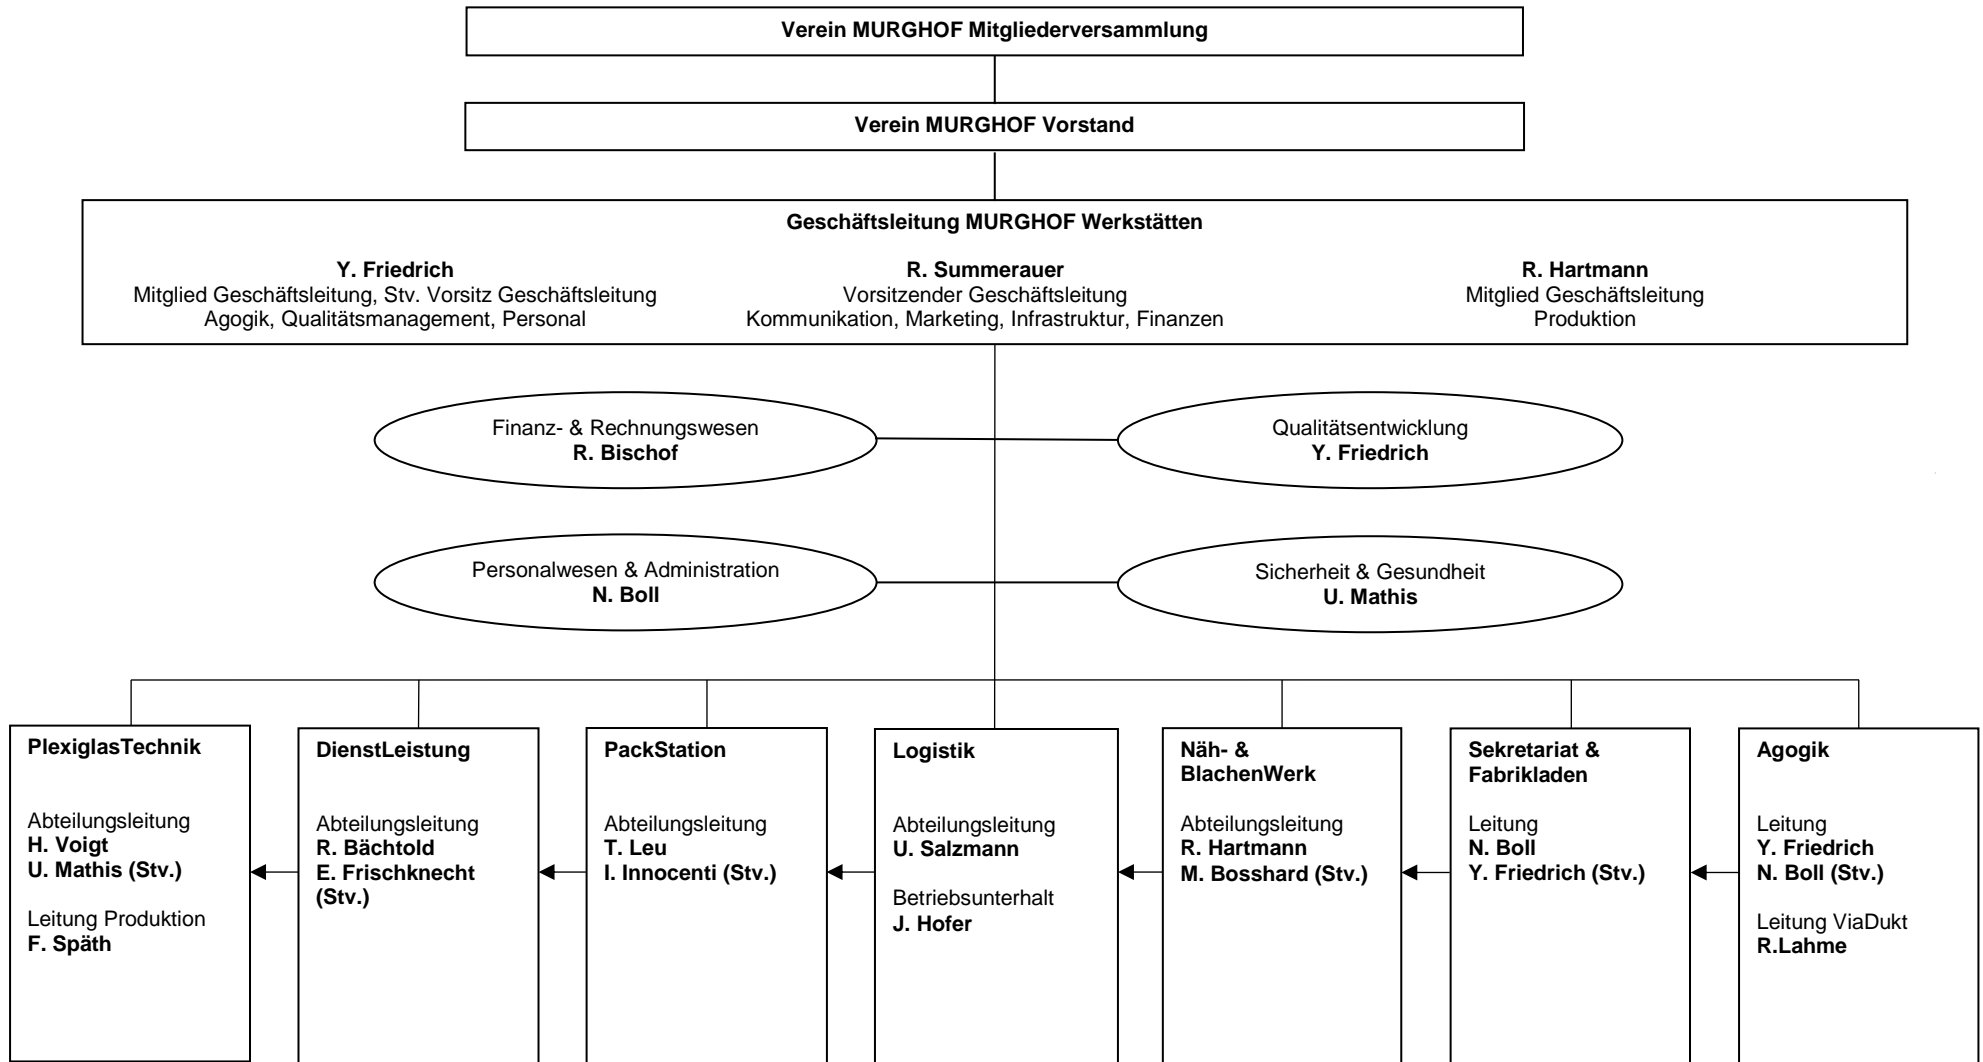 Verein MURGHOF Mitgliederversammlung
Verein MURGHOF Vorstand
Geschäftsleitung MURGHOF Werkstätten
Y. Friedrich
Mitglied Geschäftsleitung, Stv. Vorsitz Geschäftsleitung
Agogik, Qualitätsmanagement, Personal
R. Summerauer
Vorsitzender Geschäftsleitung
Kommunikation, Marketing, Infrastruktur, Finanzen
R. Hartmann
Mitglied Geschäftsleitung
Produktion
Finanz- & Rechnungswesen
R. Bischof
Qualitätsentwicklung
Y. Friedrich
Personalwesen & Administration
N. Boll
Sicherheit & Gesundheit
U. Mathis
PlexiglasTechnik
Abteilungsleitung
H. Voigt
U. Mathis (Stv.)
Leitung Produktion
F. Späth
DienstLeistung
Abteilungsleitung
R. Bächtold
E. Frischknecht
(Stv.)
PackStation
Abteilungsleitung
T. Leu
I. Innocenti (Stv.)
Logistik
Abteilungsleitung
U. Salzmann
Betriebsunterhalt
J. Hofer
Näh- &
BlachenWerk
Abteilungsleitung
R. Hartmann
M. Bosshard (Stv.)
Sekretariat &
Fabrikladen
Leitung
N. Boll
Y. Friedrich (Stv.)
Agogik
Leitung
Y. Friedrich
N. Boll (Stv.)
Leitung ViaDukt
R.Lahme